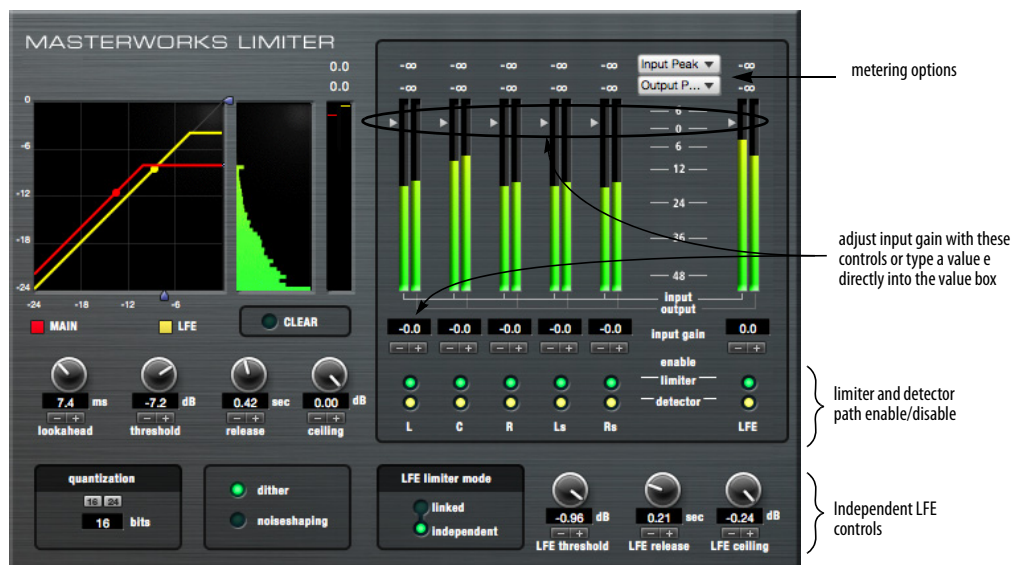 MASTERWORKS LIMITER
0.0
0.0
0
-6
-12
-18
-24
-24 -18 -12 -6
MAIN
LFE
CLEAR
-∞ -∞ -∞ -∞ -∞ Input Peak -∞
-∞ -∞ -∞ -∞ -∞ Output P... -∞
6
0
6
12
24
36
48
input
output
-0.0 -0.0 -0.0 -0.0 -0.0 input gain 0.0
- + - + - + - + - + - +
enable
limiter
detector
L C R Ls Rs LFE
7.4 ms -7.2 dB 0.42 sec 0.00 dB
- + - + - + - +
lookahead threshold release ceiling
quantization
16 24
16 bits
dither
noiseshaping
LFE limiter mode
linked
independent
-0.96 dB 0.21 sec -0.24 dB
- + - + - +
LFE threshold LFE release LFE ceiling
metering options
adjust input gain with these
controls or type a value e
directly into the value box
limiter and detector
path enable/disable
Independent LFE
controls